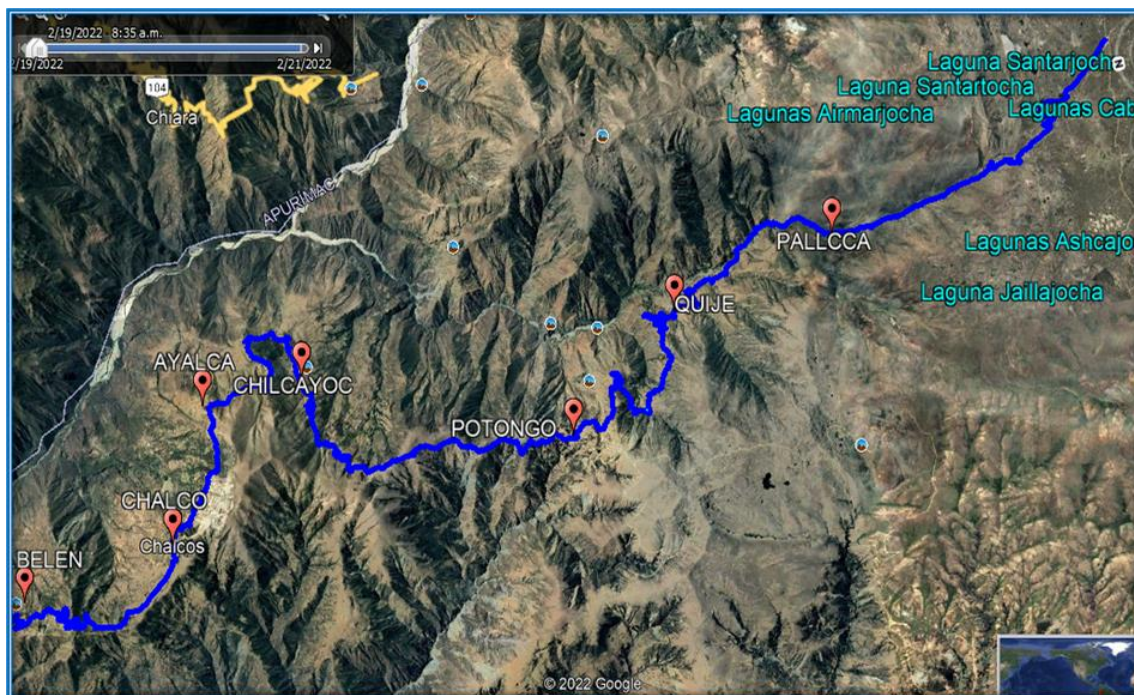 2/19/2022 8:35 a.m.
2/19/2022
2/21/2022
104
Chiara
APURIMAC
Laguna Santarjoch
Laguna Santartocha
Lagunas Airmarjocha
Lagunas Cab
PALLCCA
Lagunas Ashcajo
QUIJE
Laguna Jaillajocha
AYALCA
CHILCAYOC
POTONGO
CHALCO
Chalcos
BELEN
© 2022 Google